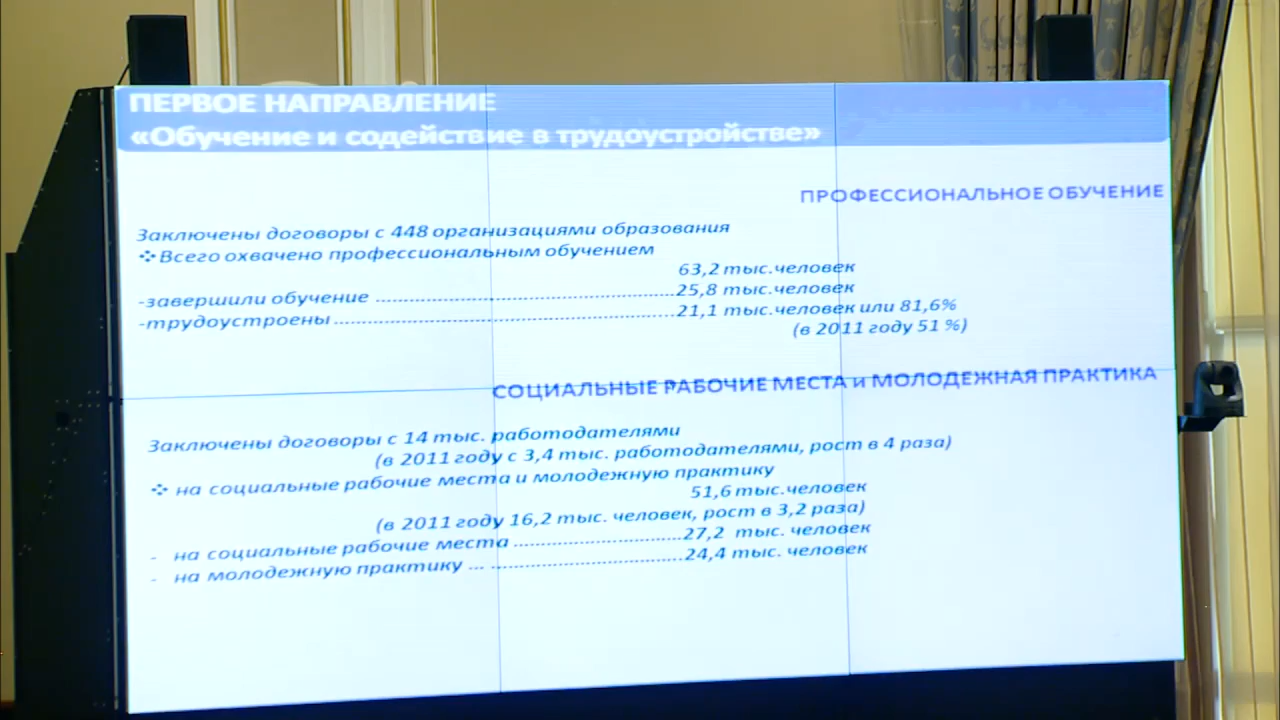 ПЕРВОЕ НАПРАВЛЕНИЕ
«Обучение и содействие в трудоустройстве»
ПРОФЕССИОНАЛЬНОЕ ОБУЧЕНИЕ
Заключены договоры с 448 организациями образования
❖ Всего охвачено профессиональным обучением
63,2 тыс.человек
-завершили обучение ................................................25,8 тыс.человек
-трудоустроены.......................................................21,1 тыс.человек или 81,6%
(в 2011 году 51 %)
СОЦИАЛЬНЫЕ РАБОЧИЕ МЕСТА и МОЛОДЕЖНАЯ ПРАКТИКА
Заключены договоры с 14 тыс. работодателями
(в 2011 году с 3,4 тыс. работодателями, рост в 4 раза)
❖ на социальные рабочие места и молодежную практику
51,6 тыс.человек
(в 2011 году 16,2 тыс. человек, рост в 3,2 раза)
- на социальные рабочие места ...........................27,2 тыс. человек
- на молодежную практику ... ...............................24,4 тыс. человек